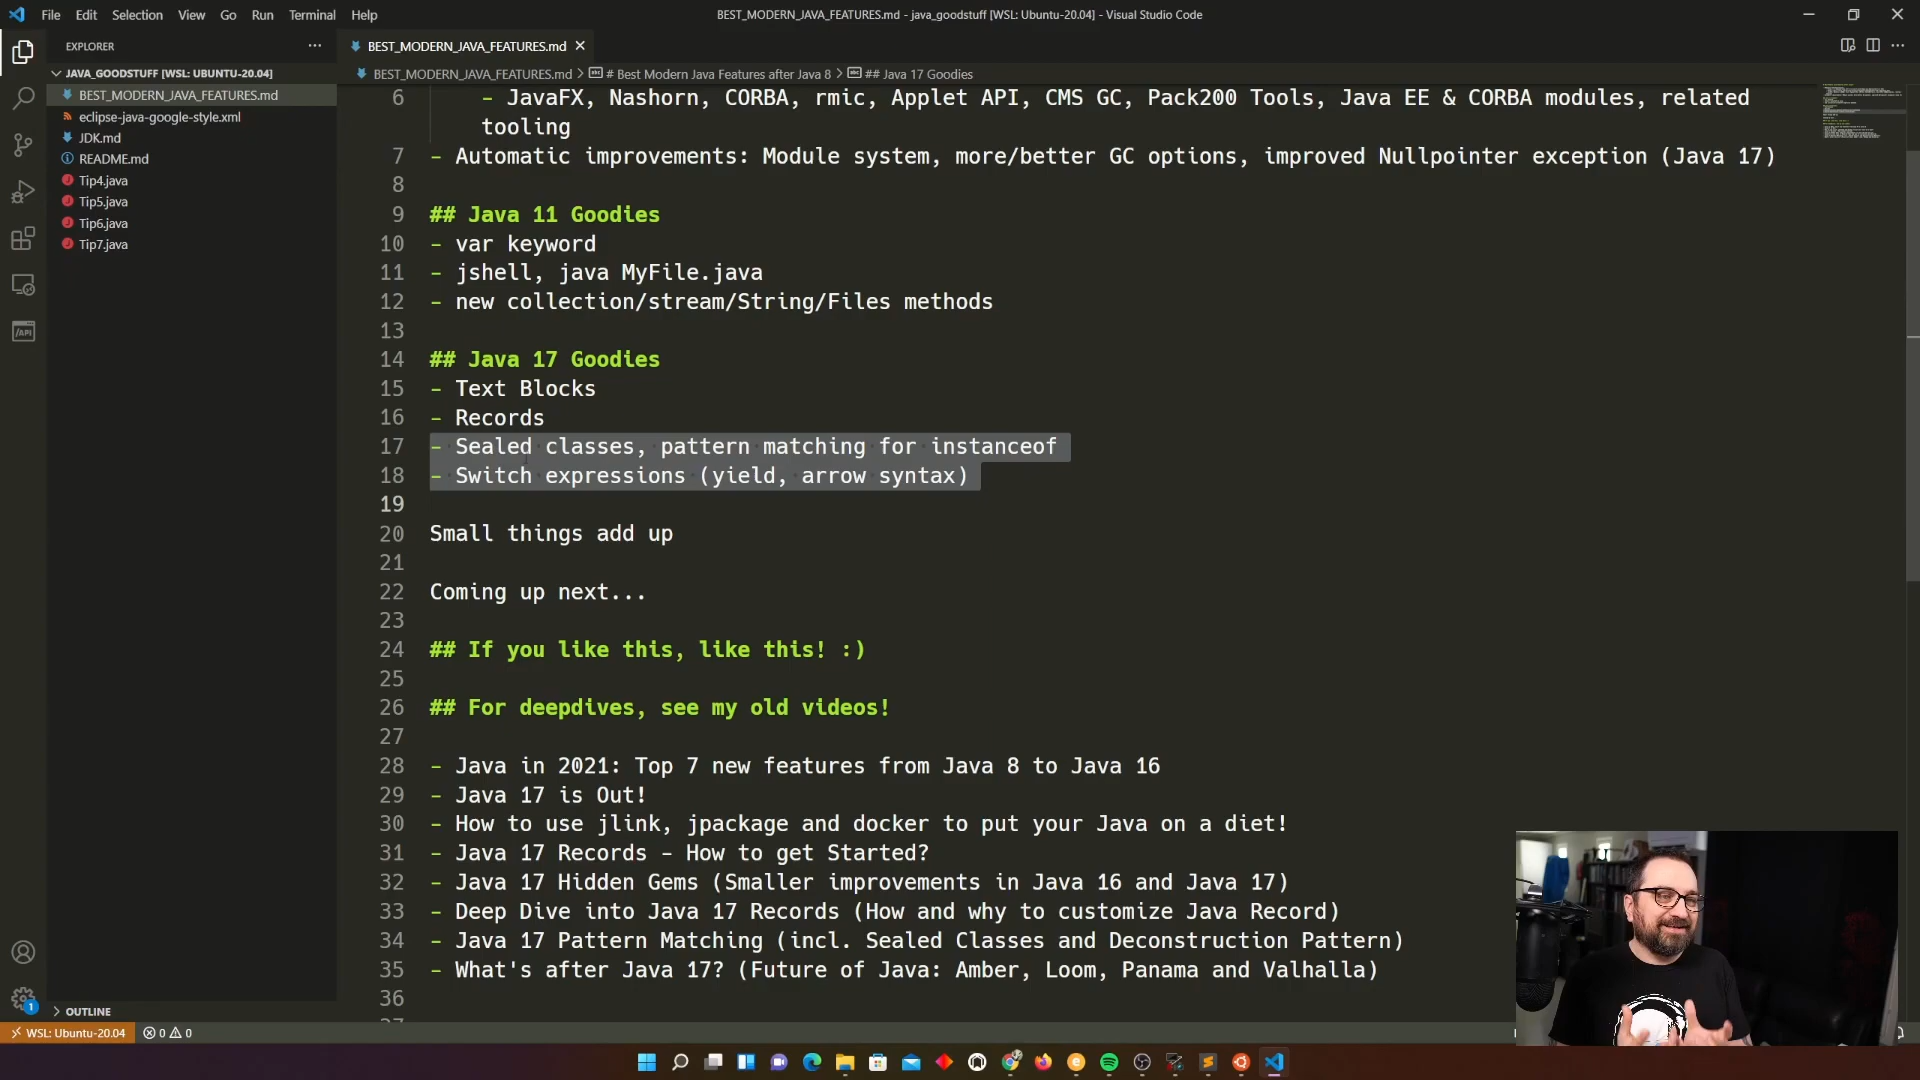 File Edit Selection View Go Run Terminal Help
BEST_MODERN_JAVA_FEATURES.md - java_goodstuff [WSL: Ubuntu-20.04] - Visual Studio Code
EXPLORER
BEST_MODERN_JAVA_FEATURES.md
JAVA_GOODSTUFF [WSL: UBUNTU-20.04]
BEST_MODERN_JAVA_FEATURES.md
eclipse-java-google-style.xml
JDK.md
README.md
Tip4.java
Tip5.java
Tip6.java
Tip7.java
BEST_MODERN_JAVA_FEATURES.md > # Best Modern Java Features after Java 8 > ## Java 17 Goodies
6 - JavaFX, Nashorn, CORBA, rmic, Applet API, CMS GC, Pack200 Tools, Java EE & CORBA modules, related
tooling
7 - Automatic improvements: Module system, more/better GC options, improved Nullpointer exception (Java 17)
8
9 ## Java 11 Goodies
10 - var keyword
11 - jshell, java MyFile.java
12 - new collection/stream/String/Files methods
13
14 ## Java 17 Goodies
15 - Text Blocks
16 - Records
17 - Sealed classes, pattern matching for instanceof
18 - Switch expressions (yield, arrow syntax)
19
20 Small things add up
21
22 Coming up next...
23
24 ## If you like this, like this! :)
25
26 ## For deepdives, see my old videos!
27
28 - Java in 2021: Top 7 new features from Java 8 to Java 16
29 - Java 17 is Out!
30 - How to use jlink, jpackage and docker to put your Java on a diet!
31 - Java 17 Records - How to get Started?
32 - Java 17 Hidden Gems (Smaller improvements in Java 16 and Java 17)
33 - Deep Dive into Java 17 Records (How and why to customize Java Record)
34 - Java 17 Pattern Matching (incl. Sealed Classes and Deconstruction Pattern)
35 - What's after Java 17? (Future of Java: Amber, Loom, Panama and Valhalla)
36
/API
1
OUTLINE
WSL: Ubuntu-20.04 0 0